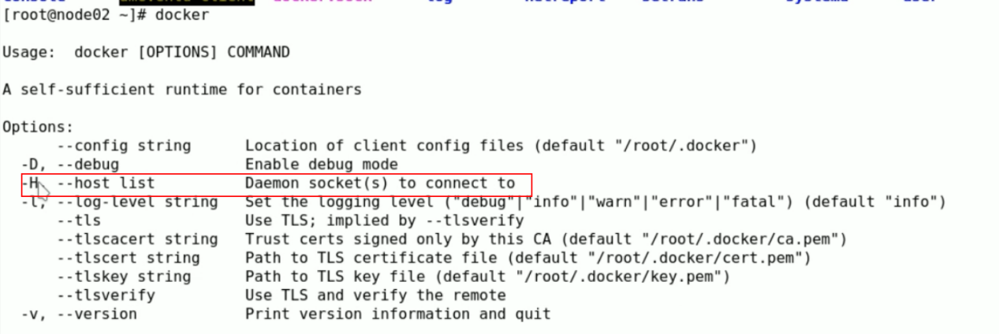 [root@node02 ~]# docker
Usage:  docker [OPTIONS] COMMAND
A self-sufficient runtime for containers
Options:
      --config string      Location of client config files (default "/root/.docker")
  -D, --debug              Enable debug mode
  -H, --host list          Daemon socket(s) to connect to
  -l, --log-level string   Set the logging level ("debug"|"info"|"warn"|"error"|"fatal") (default "info")
      --tls                Use TLS; implied by --tlsverify
      --tlscacert string   Trust certs signed only by this CA (default "/root/.docker/ca.pem")
      --tlscert string     Path to TLS certificate file (default "/root/.docker/cert.pem")
      --tlskey string      Path to TLS key file (default "/root/.docker/key.pem")
      --tlsverify          Use TLS and verify the remote
  -v, --version            Print version information and quit